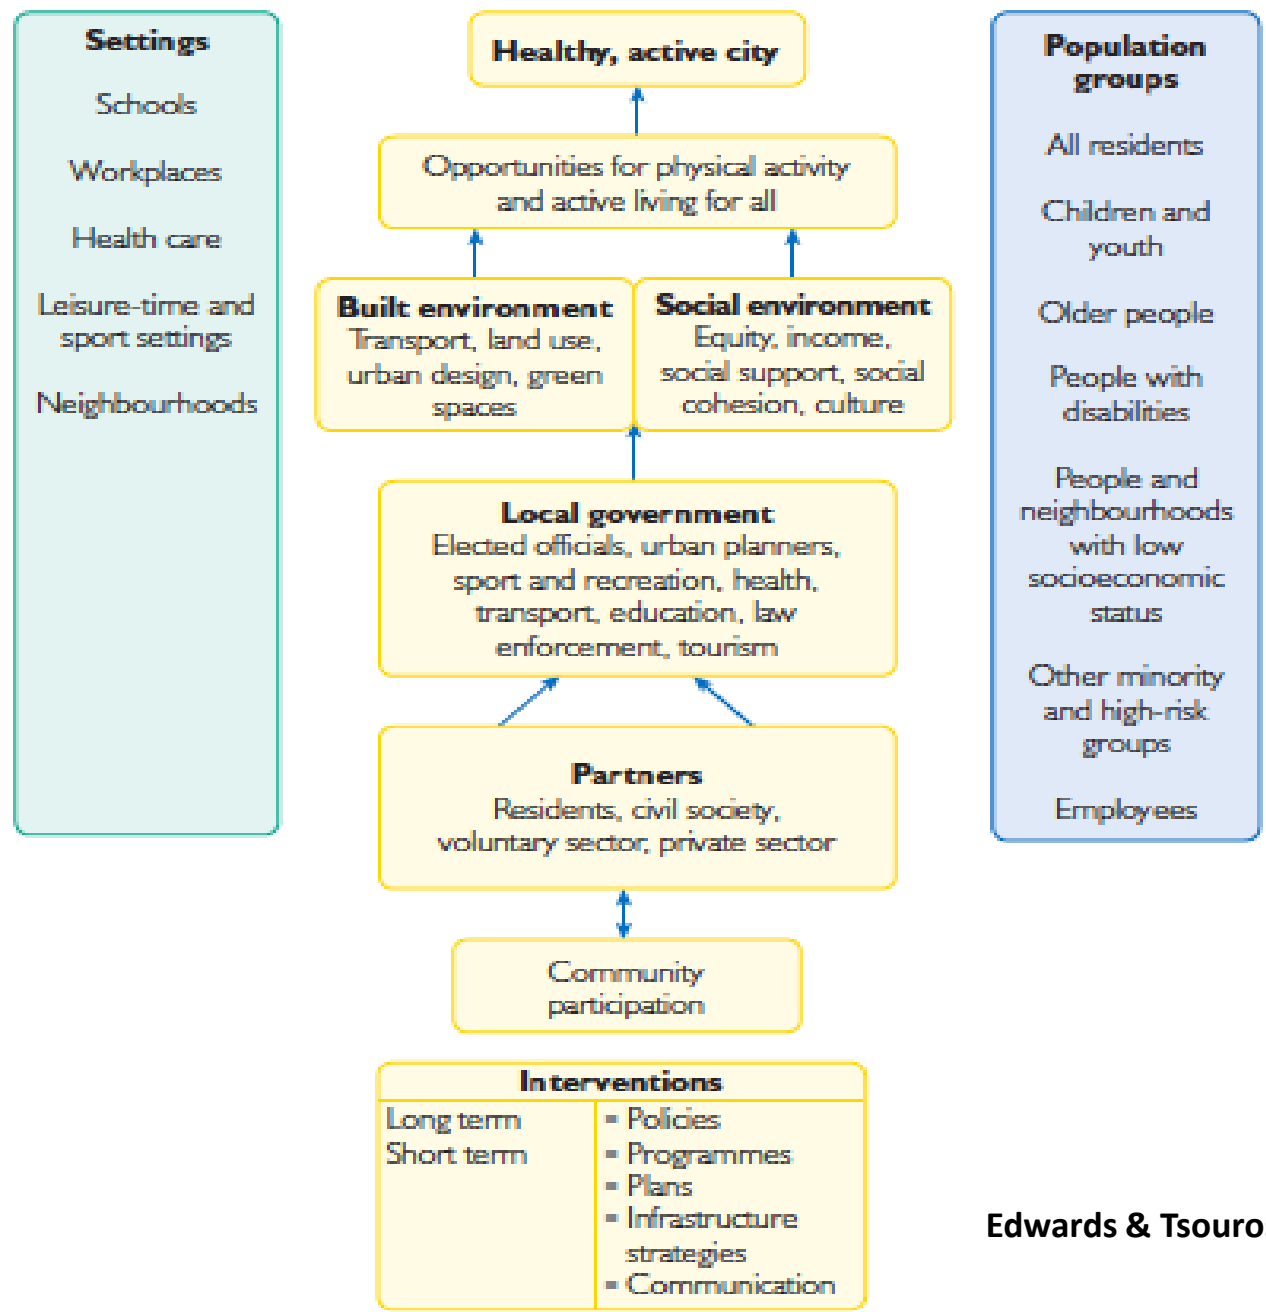 Settings
Schools
Workplaces
Health care
Leisure-time and
sport settings
Neighbourhoods
Healthy, active city
Opportunities for physical activity
and active living for all
Built environment
Transport, land use,
urban design, green
spaces
Social environment
Equity, income,
social support, social
cohesion, culture
Local government
Elected officials, urban planners,
sport and recreation, health,
transport, education, law
enforcement, tourism
Partners
Residents, civil society,
voluntary sector, private sector
Community
participation
Interventions
Long term
Short term
▪ Policies
▪ Programmes
▪ Plans
▪ Infrastructure
strategies
▪ Communication
Population
groups
All residents
Children and
youth
Older people
People with
disabilities
People and
neighbourhoods
with low
socioeconomic
status
Other minority
and high-risk
groups
Employees
Edwards & Tsouro